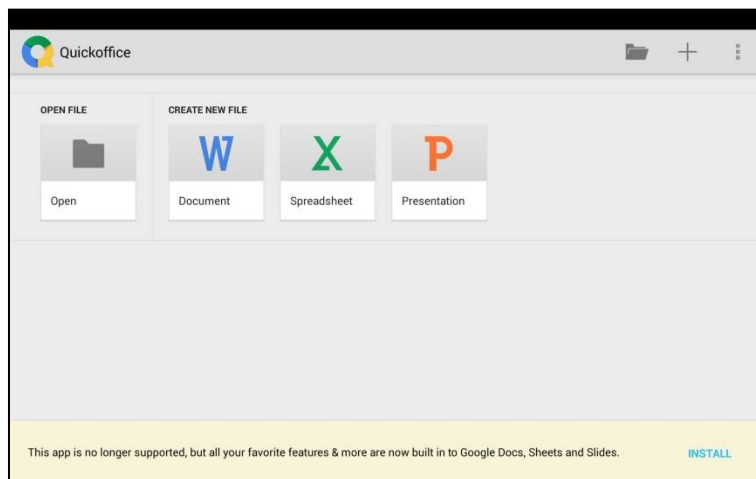 Quickoffice
OPEN FILE
CREATE NEW FILE
W
X
P
Open
Document
Spreadsheet
Presentation
This app is no longer supported, but all your favorite features & more are now built in to Google Docs, Sheets and Slides.
INSTALL